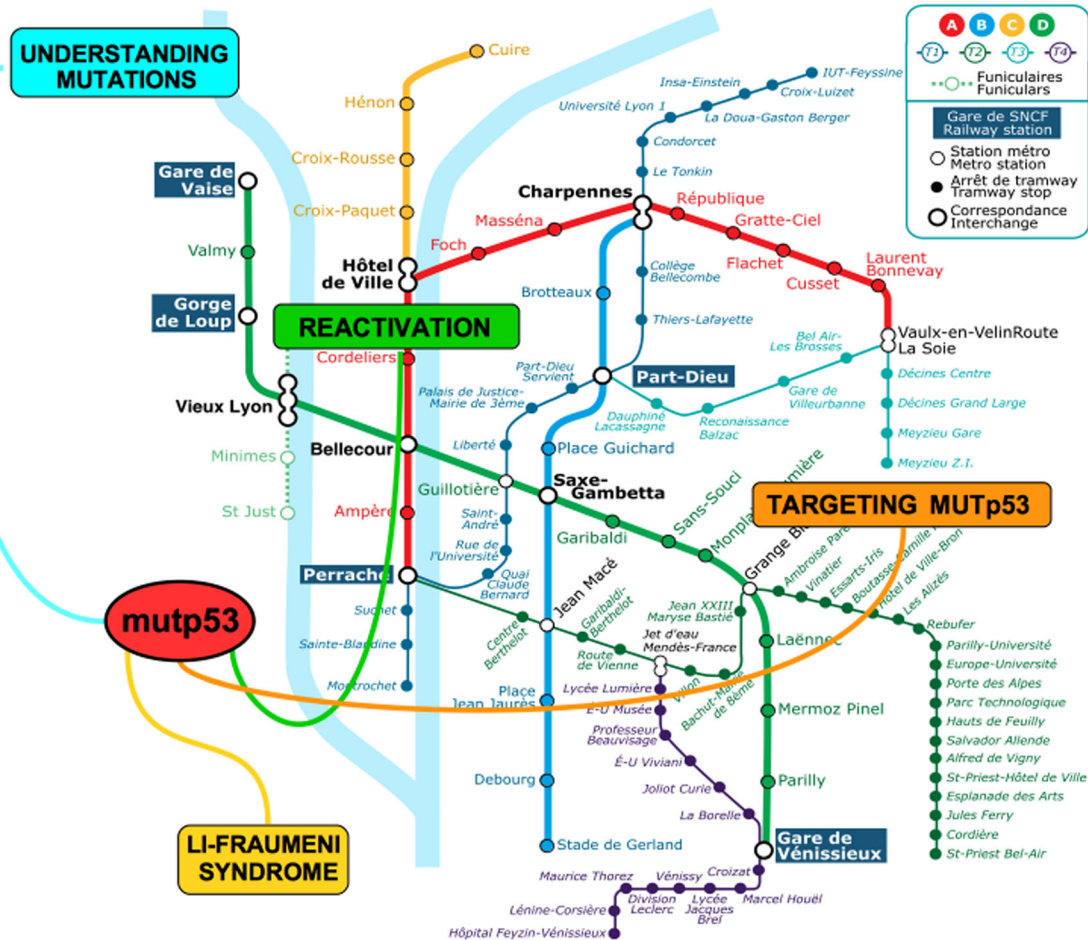 UNDERSTANDING
MUTATIONS
A
B
C
D
T1
T2
T3
T4
Funiculaires
Funiculars
Gare de SNCF
Railway station
Station métro
Metro station
Arrêt de tramway
Tramway stop
Correspondance
Interchange
Cuire
Hénon
Croix-Rousse
Croix-Paquet
Hôtel
de Ville
Gare de
Vaise
Valmy
Gorge
de Loup
Vieux Lyon
Minimes
St Just
REACTIVATION
Cordeliers
Bellecour
Ampère
Perrache
Suchet
Sainte-Blandine
Montrochet
Foch
Masséna
Charpennes
République
Gratte-Ciel
Flachet
Cusset
Laurent
Bonnevay
Vaulx-en-VelinRoute
La Soie
IUT-Feyssine
Croix-Luizet
Insa-Einstein
La Doua-Gaston Berger
Université Lyon 1
Condorcet
Le Tonkin
Collège
Bellecombe
Thiers-Lafayette
Brotteaux
Part-Dieu
Part-Dieu
Servient
Palais de Justice-
Mairie de 3ème
Liberté
Guillotière
Saint-
André
Rue de
l'Université
Quai
Claude
Bernard
Place Guichard
Saxe-
Gambetta
Dauphiné
Lacassagne
Reconaissance
Balzac
Gare de
Villeurbanne
Bel Air-
Les Brosses
Décines Centre
Décines Grand Large
Meyzieu Gare
Meyzieu Z.I.
Garibaldi
Sans-Souci
TARGETING MUTp53
Vinatier
Essarts-Iris
Hôtel de Ville-Bron
Les Alizés
Rebufer
Parilly-Université
Europe-Université
Porte des Alpes
Parc Technologique
Hauts de Feuilly
Salvador Allende
Alfred de Vigny
St-Priest-Hôtel de Ville
Esplanade des Arts
Jules Ferry
Cordière
St-Priest Bel-Air
Centre
Berthelot
Jean Macé
Garibaldi-
Berthelot
Route
de Vienne
Jet d'eau
Mendès-France
Villon
Bachut-Mairie
de 8ème
Jean XXIII
Maryse Bastié
Laënnec
Mermoz Pinel
Parilly
Gare de
Vénissieux
Lycée Lumière
É-U Musée
Professeur
Beauvisage
É-U Viviani
Joliot Curie
La Borelle
Croizat
Marcel Houël
Lycée
Jacques
Brel
Vénissy
Division
Leclerc
Maurice Thorez
Lénine-Corsière
Hôpital Feyzin-Vénissieux
Place
Jean Jaurès
Debourg
Stade de Gerland
mutp53
LI-FRAUMENI
SYNDROME